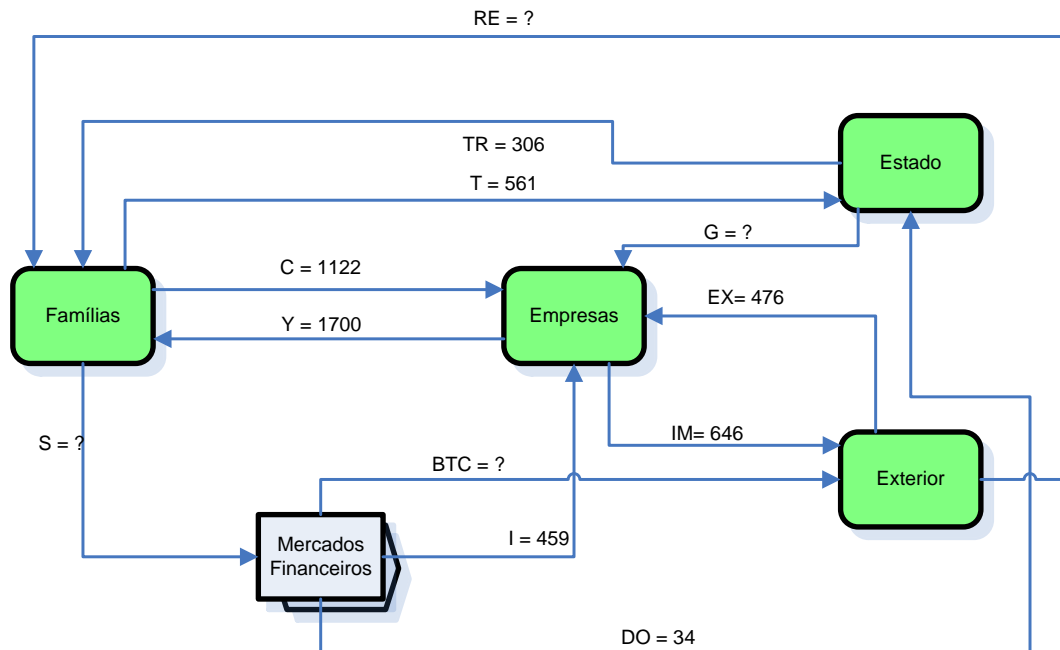 RE = ?
TR = 306
Estado
T = 561
G = ?
C = 1122
EX= 476
Famílias
Empresas
Y = 1700
S = ?
IM= 646
BTC = ?
Exterior
I = 459
Mercados
Financeiros
DO = 34